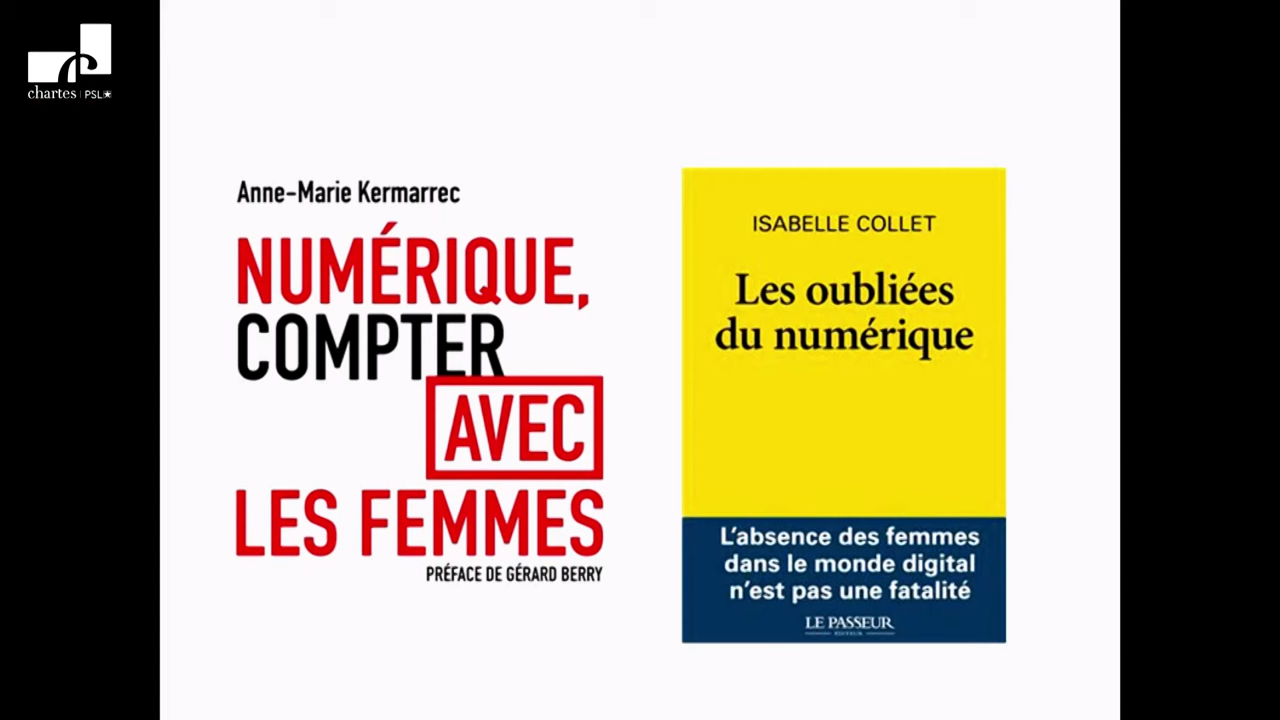 chartes | PSL★
Anne-Marie Kermarrec
NUMÉRIQUE,
COMPTER
AVEC
LES FEMMES
PRÉFACE DE GÉRARD BERRY
ISABELLE COLLET
Les oubliées
du numérique
L'absence des femmes
dans le monde digital
n'est pas une fatalité
LE PASSEUR
ÉDITEUR